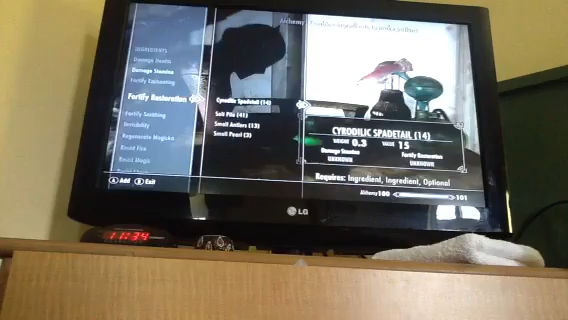 Alchemy
INGREDIENTS
Damage Health
Damage Stamina
Fortify Enchanting
Fortify Restoration
Fortify Smithing
Invisibility
Regenerate Magicka
Resist Fire
Resist Magic
Cyrodilic Spadetail (14)
Salt Pile (41)
Small Antlers (13)
Small Pearl (2)
CYRODILIC SPADETAIL (14)
WEIGHT 0.3 VALUE 15
Damage Stamina Fortify Restoration
UNKNOWN UNKNOWN
Requires: Ingredient, Ingredient, Optional
A Add B Exit
Alchemy 100 101
LG
11:34